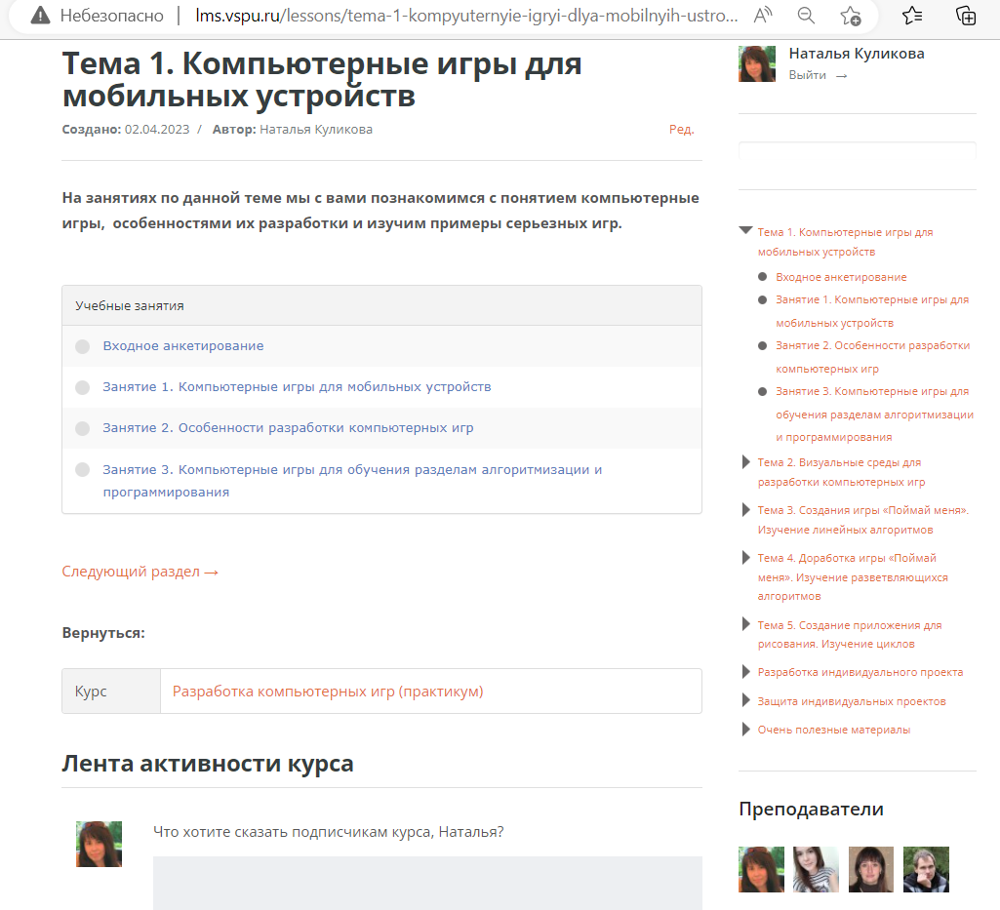 Небезопасно
lms.vspu.ru/lessons/tema-1-kompyuternyie-igryi-dlya-mobilnyih-ustro...
Тема 1. Компьютерные игры для
мобильных устройств
Создано: 02.04.2023 / Автор: Наталья Куликова
Ред.
На занятиях по данной теме мы с вами познакомимся с понятием компьютерные
игры, особенностями их разработки и изучим примеры серьезных игр.
Учебные занятия
Входное анкетирование
Занятие 1. Компьютерные игры для мобильных устройств
Занятие 2. Особенности разработки компьютерных игр
Занятие 3. Компьютерные игры для обучения разделам алгоритмизации и
программирования
Следующий раздел →
Вернуться:
Курс
Разработка компьютерных игр (практикум)
Лента активности курса
Что хотите сказать подписчикам курса, Наталья?
Наталья Куликова
Выйти →
Тема 1. Компьютерные игры для
мобильных устройств
Входное анкетирование
Занятие 1. Компьютерные игры для
мобильных устройств
Занятие 2. Особенности разработки
компьютерных игр
Занятие 3. Компьютерные игры для
обучения разделам алгоритмизации
и программирования
Тема 2. Визуальные среды для
разработки компьютерных игр
Тема 3. Создания игры «Поймай меня».
Изучение линейных алгоритмов
Тема 4. Доработка игры «Поймай
меня». Изучение разветвляющихся
алгоритмов
Тема 5. Создание приложения для
рисования. Изучение циклов
Разработка индивидуального проекта
Защита индивидуальных проектов
Очень полезные материалы
Преподаватели